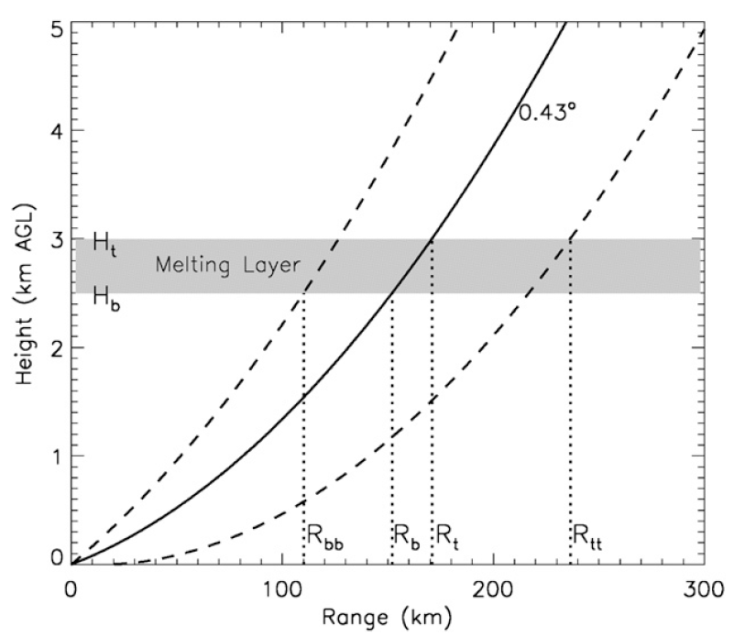 5
4
3
2
1
0
Height (km AGL)
0.43°
H_t
Melting Layer
H_b
R_bb
R_b
R_t
R_tt
0
100
200
300
Range (km)